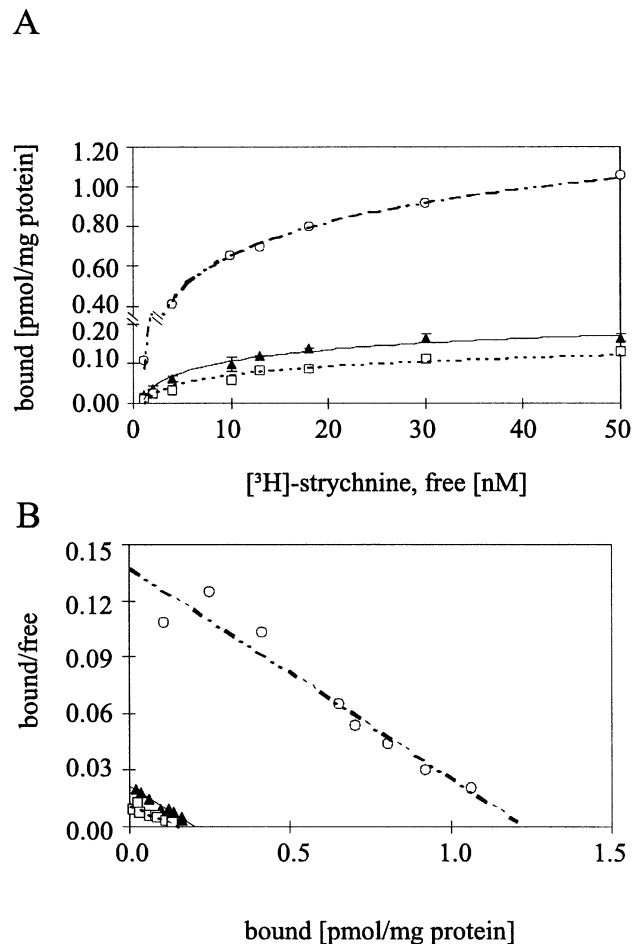 A
bound [pmol/mg ptotein]
1.20
1.00
0.80
0.60
0.40
0.20
0.10
0.00
0 10 20 30 40 50
[³H]-strychnine, free [nM]
B
bound/free
0.15
0.12
0.09
0.06
0.03
0.00
0.0 0.5 1.0 1.5
bound [pmol/mg protein]